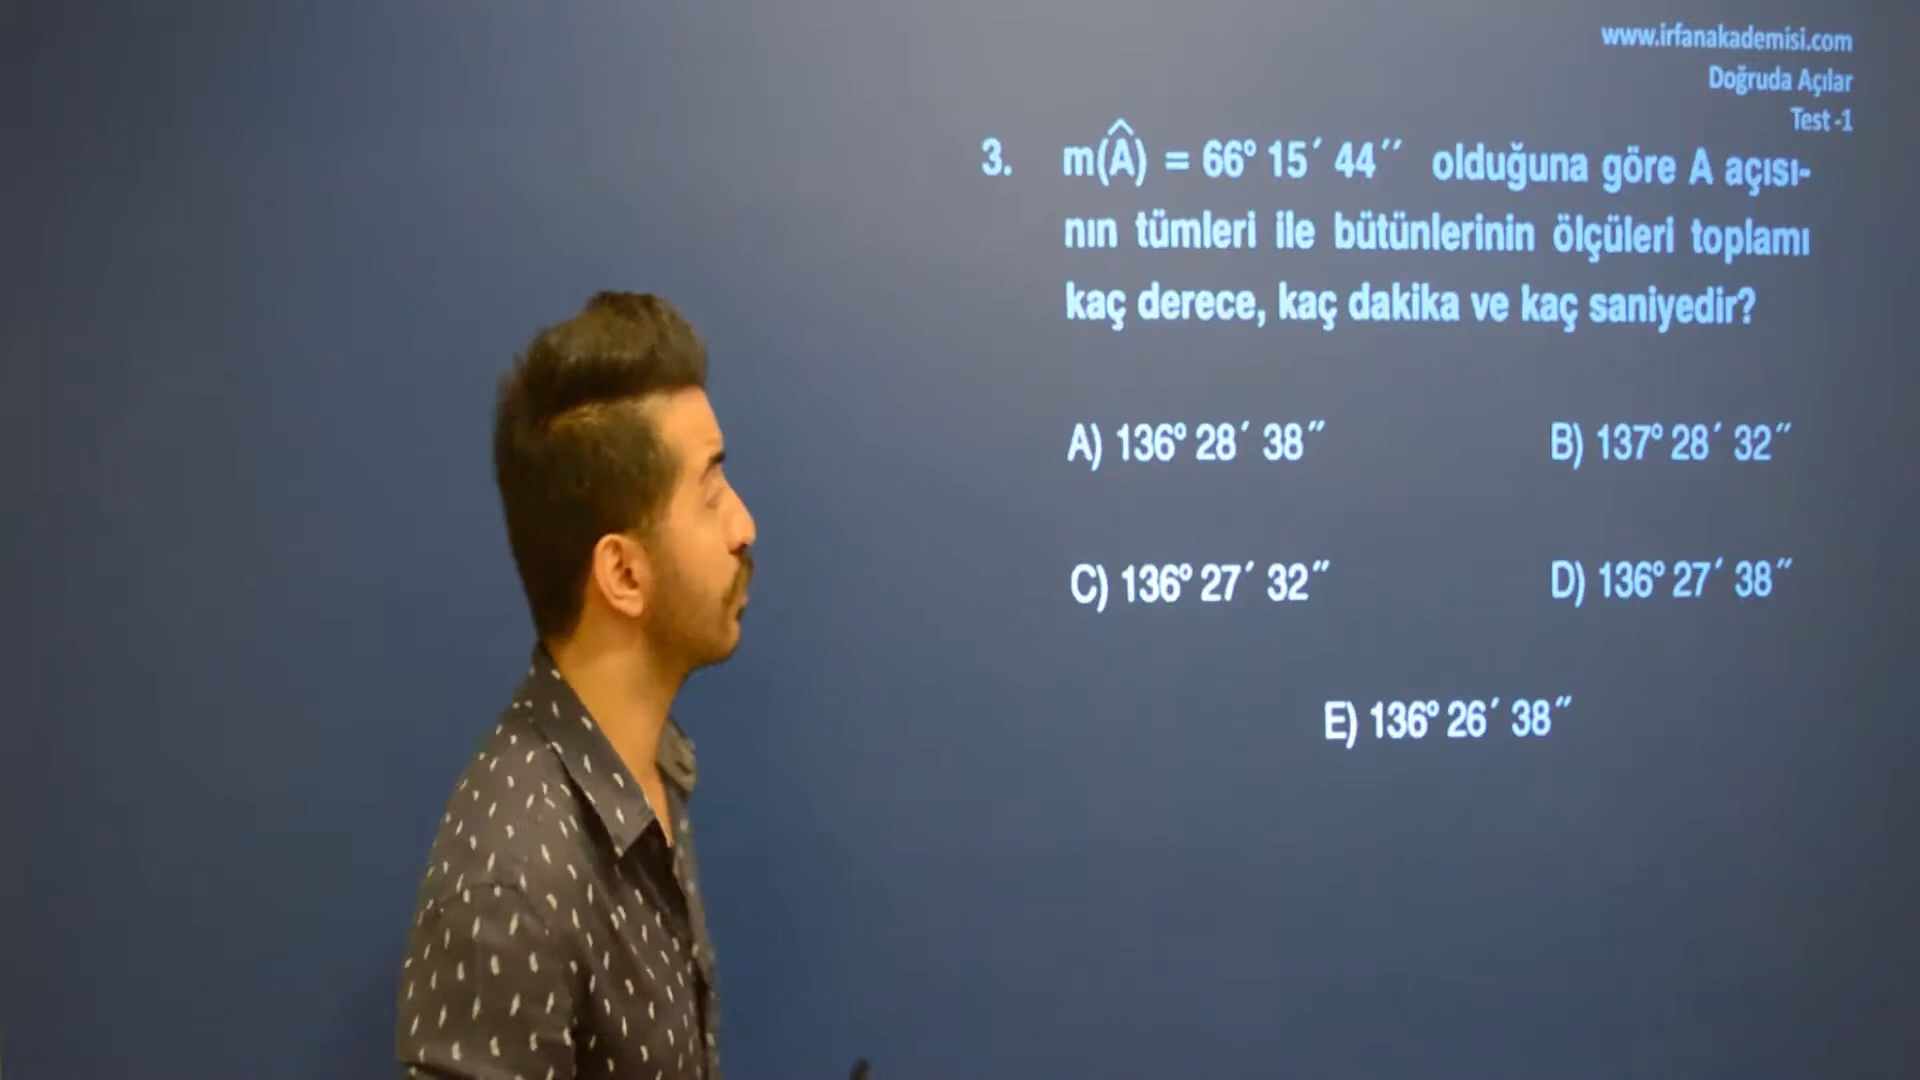 www.irfanakademisi.com
Doğruda Açılar
Test -1
3. m(Â) = 66° 15′ 44′′ olduğuna göre A açısı-
nın tümleri ile bütünlerinin ölçüleri toplamı
kaç derece, kaç dakika ve kaç saniyedir?
A) 136° 28′ 38″ B) 137° 28′ 32″
C) 136° 27′ 32″ D) 136° 27′ 38″
E) 136° 26′ 38″